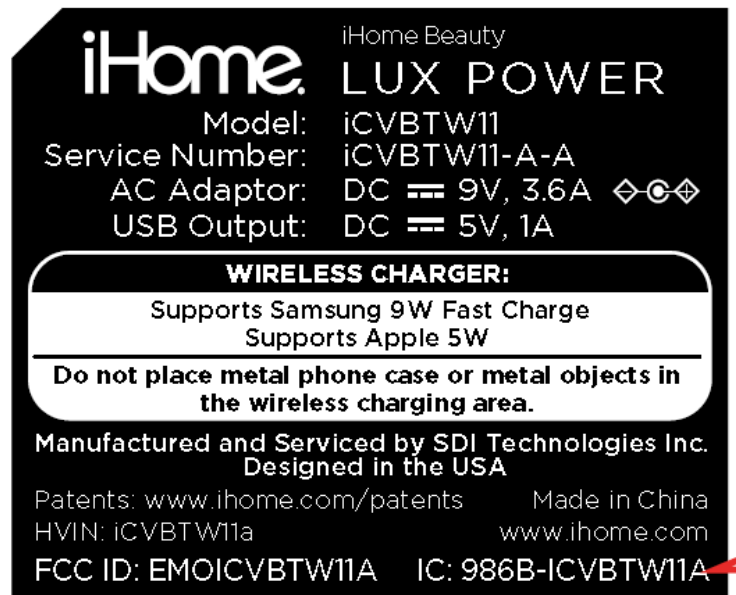 iHome. iHome Beauty
LUX POWER
Model: iCVBTW11
Service Number: iCVBTW11-A-A
AC Adaptor: DC 9V, 3.6A
USB Output: DC 5V, 1A
WIRELESS CHARGER:
Supports Samsung 9W Fast Charge
Supports Apple 5W
Do not place metal phone case or metal objects in
the wireless charging area.
Manufactured and Serviced by SDI Technologies Inc.
Designed in the USA
Patents: www.ihome.com/patents Made in China
HVIN: iCVBTW11a www.ihome.com
FCC ID: EMOICVBTW11A IC: 986B-ICVBTW11A